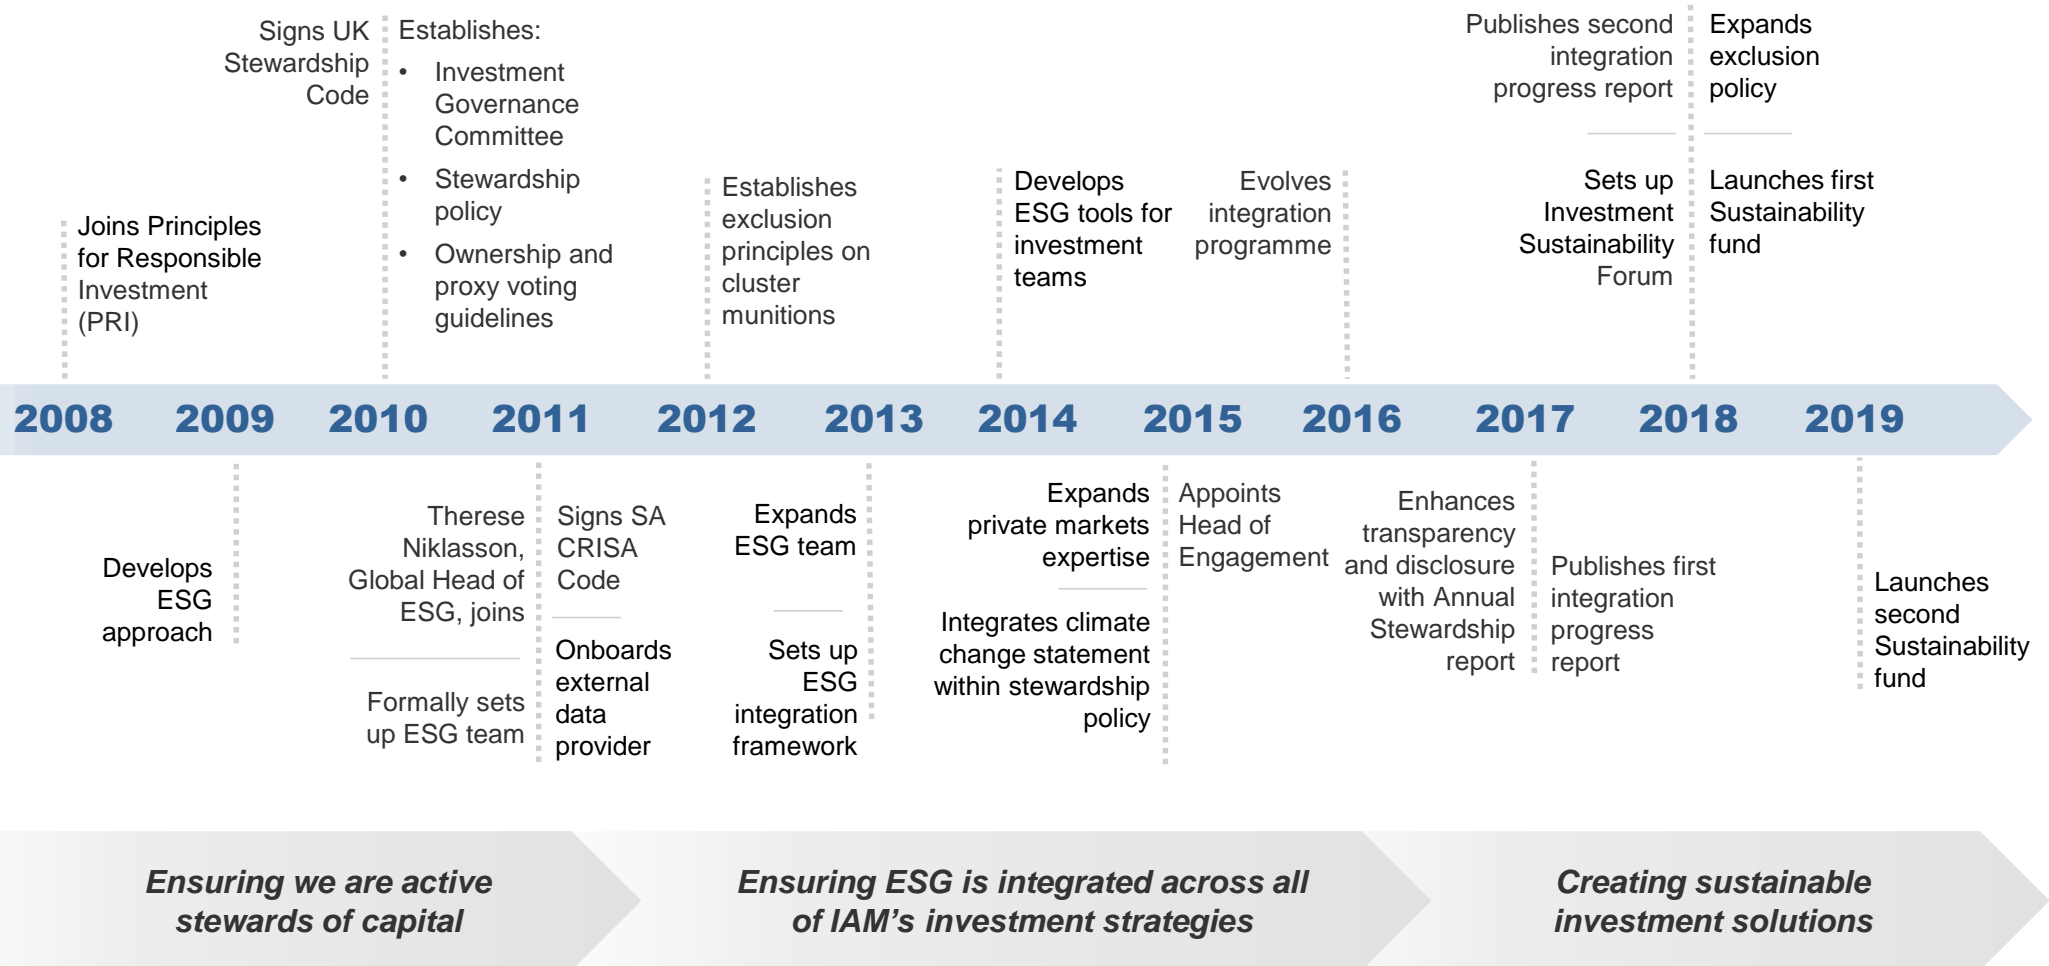 Signs UK
Stewardship
Code
Establishes:
• Investment
Governance
Committee
• Stewardship
policy
• Ownership and
proxy voting
guidelines
Publishes second
integration
progress report
Expands
exclusion
policy
Joins Principles
for Responsible
Investment
(PRI)
Establishes
exclusion
principles on
cluster
munitions
Develops
ESG tools for
investment
teams
Evolves
integration
programme
Sets up
Investment
Sustainability
Forum
Launches first
Sustainability
fund
2008 2009 2010 2011 2012 2013 2014 2015 2016 2017 2018 2019
Develops
ESG
approach
Therese
Niklasson,
Global Head of
ESG, joins
Formally sets
up ESG team
Signs SA
CRISA
Code
Onboards
external
data
provider
Expands
ESG team
Sets up
ESG
integration
framework
Expands
private markets
expertise
Integrates climate
change statement
within stewardship
policy
Appoints
Head of
Engagement
Enhances
transparency
and disclosure
with Annual
Stewardship
report
Publishes first
integration
progress
report
Launches
second
Sustainability
fund
Ensuring we are active
stewards of capital
Ensuring ESG is integrated across all
of IAM’s investment strategies
Creating sustainable
investment solutions